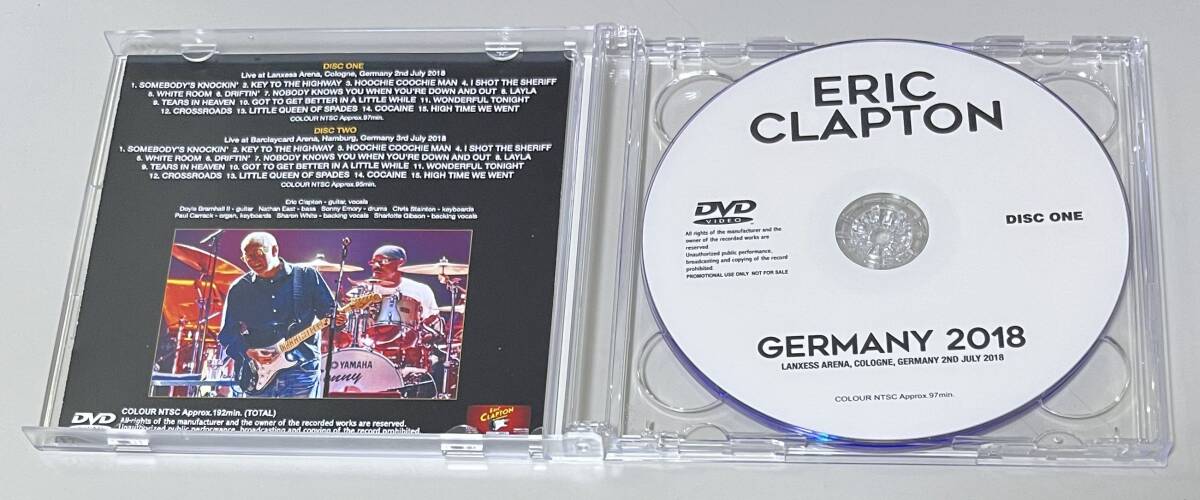 DISC ONE
Live at Lanxess Arena, Cologne, Germany 2nd July 2018
1. SOMEBODY'S KNOCKIN' 2. KEY TO THE HIGHWAY 3. HOOCHIE COOCHIE MAN 4. I SHOT THE SHERIFF
5. WHITE ROOM 6. DRIFTIN' 7. NOBODY KNOWS YOU WHEN YOU'RE DOWN AND OUT 8. LAYLA
9. TEARS IN HEAVEN 10. GOT TO GET BETTER IN A LITTLE WHILE 11. WONDERFUL TONIGHT
12. CROSSROADS 13. LITTLE QUEEN OF SPADES 14. COCAINE 15. HIGH TIME WE WENT
COLOUR NTSC Approx.97min.
DISC TWO
Live at Barclaycard Arena, Hamburg, Germany 3rd July 2018
1. SOMEBODY'S KNOCKIN' 2. KEY TO THE HIGHWAY 3. HOOCHIE COOCHIE MAN 4. I SHOT THE SHERIFF
5. WHITE ROOM 6. DRIFTIN' 7. NOBODY KNOWS YOU WHEN YOU'RE DOWN AND OUT 8. LAYLA
9. TEARS IN HEAVEN 10. GOT TO GET BETTER IN A LITTLE WHILE 11. WONDERFUL TONIGHT
12. CROSSROADS 13. LITTLE QUEEN OF SPADES 14. COCAINE 15. HIGH TIME WE WENT
COLOUR NTSC Approx.95min.
Eric Clapton - guitar, vocals
Doyle Bramhall II - guitar Nathan East - bass Sonny Emory - drums Chris Stainton - keyboards
Paul Carrack - organ, keyboards Sharon White - backing vocals Sharlotte Gibson - backing vocals
YAMAHA
nny
DVD
COLOUR NTSC Approx.192min. (TOTAL)
All rights of the manufacturer and the owner of the recorded works are reserved.
Unauthorized public performance, broadcasting and copying of the record prohibited.
ERIC
CLAPTON
ERIC
CLAPTON
DVD
VIDEO
All rights of the manufacturer and the
owner of the recorded works are
reserved.
Unauthorized public performance,
broadcasting and copying of the record
prohibited.
PROMOTIONAL USE ONLY NOT FOR SALE
DISC ONE
GERMANY 2018
LANXESS ARENA, COLOGNE, GERMANY 2ND JULY 2018
COLOUR NTSC Approx.97min.